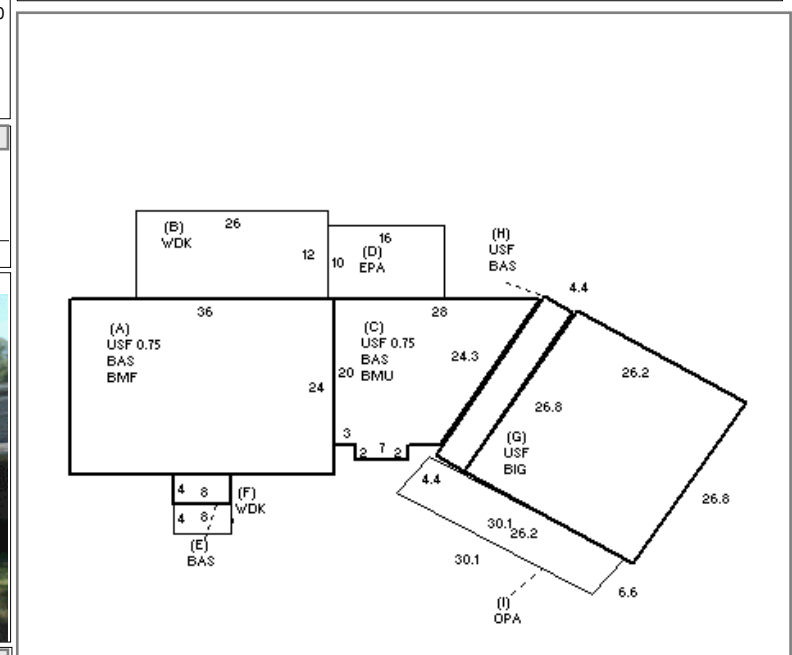 (B)
WDK
26
12
16
10
(D)
EPA
(H)
USF
BAS
4.4
36
(A)
USF 0.75
BAS
BMF
24
28
(C)
USF 0.75
BAS
BMU
20
24.3
3
2 7 2
26.2
26.8
(G)
USF
BIG
26.8
4 8
(F)
WDK
4 8
(E)
BAS
4.4
30.1
26.2
30.1
6.6
(I)
OPA